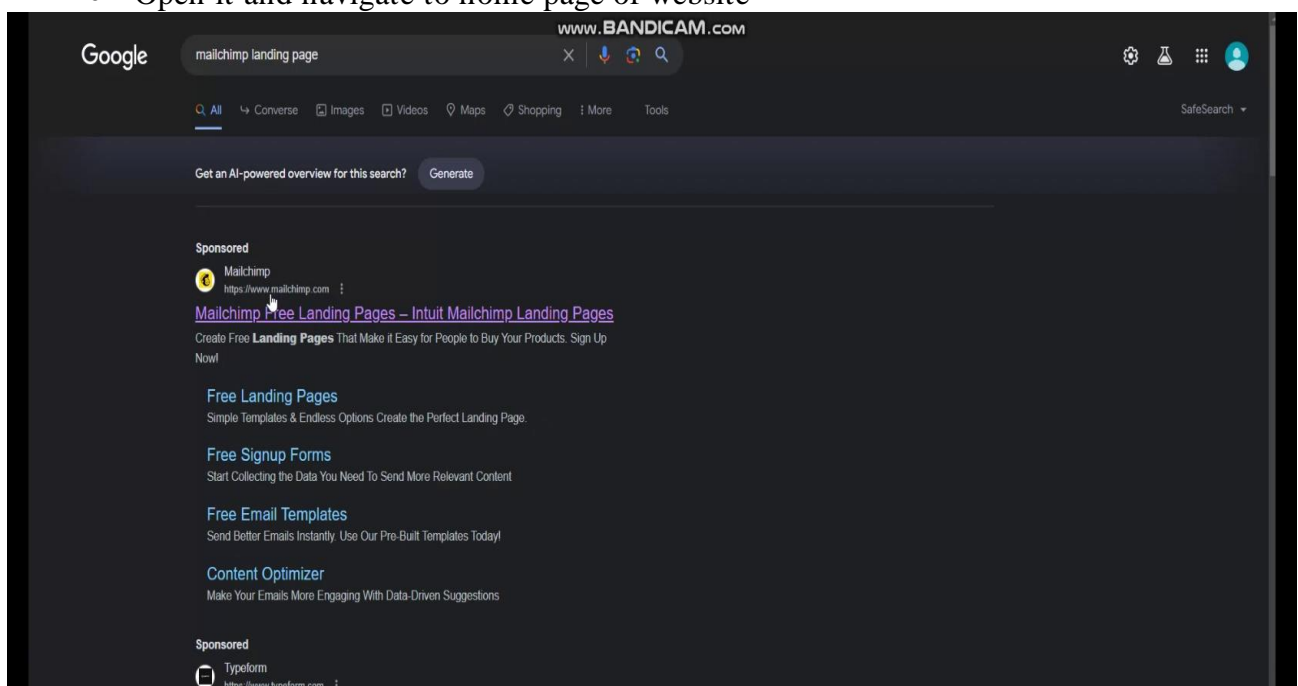 Open it and navigate to home page of website
www.BANDICAM.com
Google
mailchimp landing page
All Converse Images Videos Maps Shopping More Tools
SafeSearch
Get an AI-powered overview for this search? Generate
Sponsored
Mailchimp
https://www.mailchimp.com
Mailchimp Free Landing Pages – Intuit Mailchimp Landing Pages
Create Free Landing Pages That Make it Easy for People to Buy Your Products. Sign Up
Now!
Free Landing Pages
Simple Templates & Endless Options Create the Perfect Landing Page.
Free Signup Forms
Start Collecting the Data You Need To Send More Relevant Content
Free Email Templates
Send Better Emails Instantly. Use Our Pre-Built Templates Today!
Content Optimizer
Make Your Emails More Engaging With Data-Driven Suggestions
Sponsored
Typeform
https://www.typeform.com